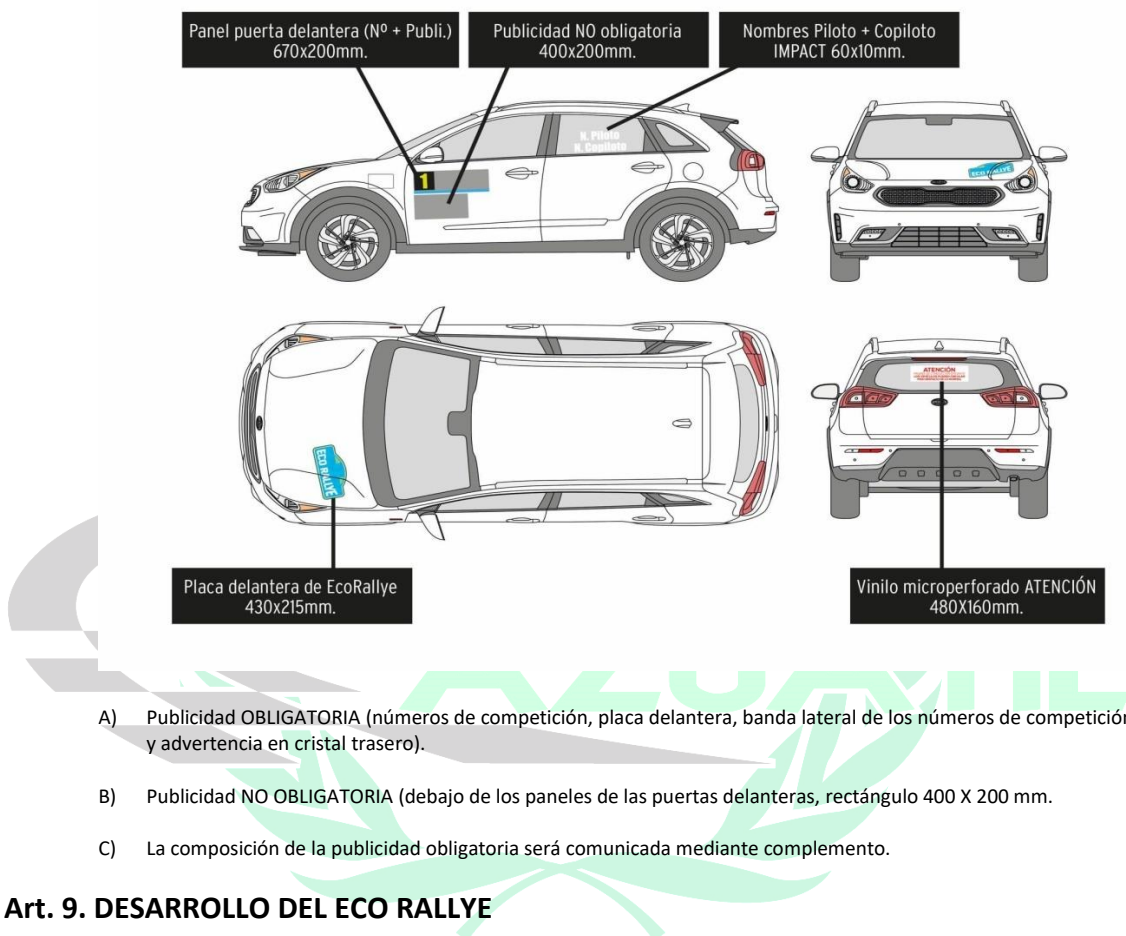 Panel puerta delantera (Nº + Publi.)
670x200mm.
Publicidad NO obligatoria
400x200mm.
Nombres Piloto + Copiloto
IMPACT 60x10mm.
N. Piloto
N. Copiloto
1
ECO RALLYE
ATENCIÓN
ECO RALLYE
Placa delantera de EcoRallye
430x215mm.
Vinilo microperforado ATENCIÓN
480X160mm.
A) Publicidad OBLIGATORIA (números de competición, placa delantera, banda lateral de los números de competición
y advertencia en cristal trasero).
B) Publicidad NO OBLIGATORIA (debajo de los paneles de las puertas delanteras, rectángulo 400 X 200 mm.
C) La composición de la publicidad obligatoria será comunicada mediante complemento.
Art. 9. DESARROLLO DEL ECO RALLYE